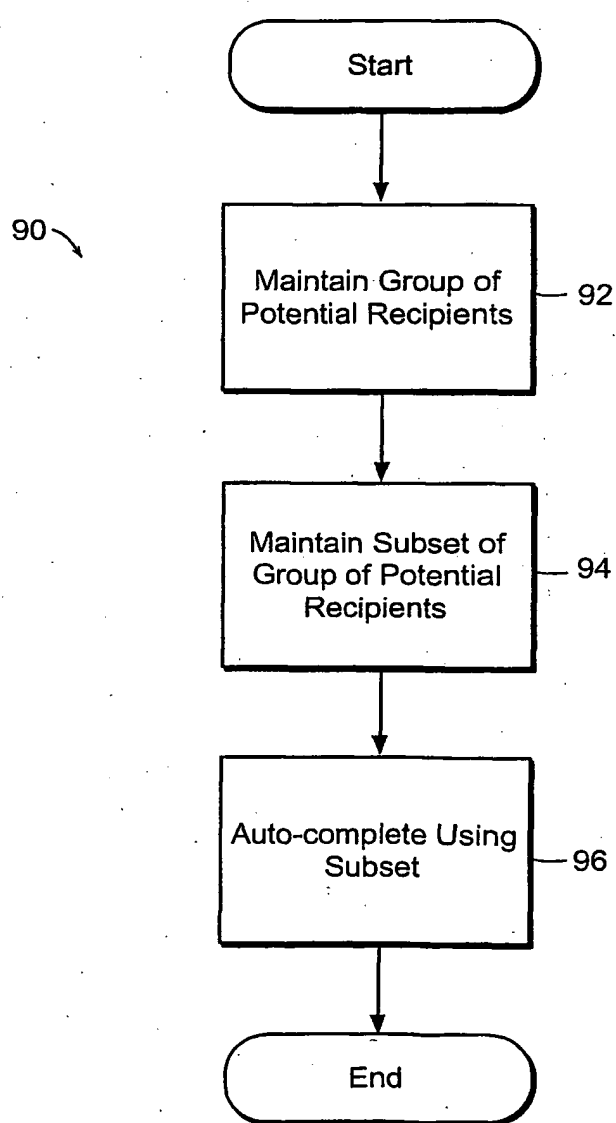 Start
90
Maintain Group of
Potential Recipients
92
Maintain Subset of
Group of Potential
Recipients
94
Auto-complete Using
Subset
96
End